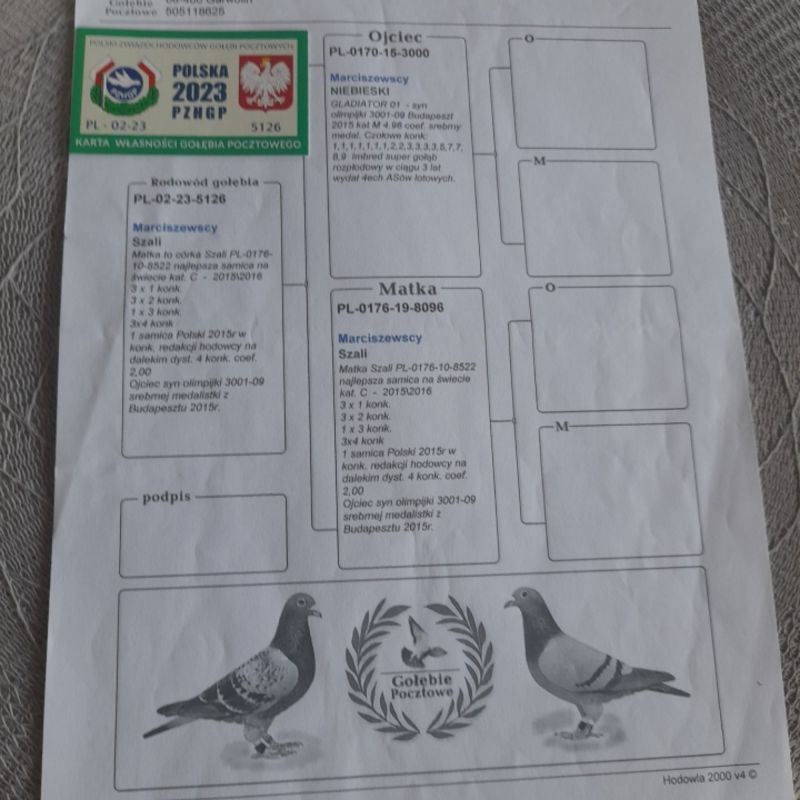 Gołębie
Pocztowe 505118625
POLSKI ZWIĄZEK HODOWCÓW GOŁĘBI POCZTOWYCH
PZHGP
POLSKA
2023
PZHGP
PL - 02-23 5126
KARTA WŁASNOŚCI GOŁĘBIA POCZTOWEGO
Rodowód gołębia
PL-02-23-5126
Marciszewscy
Szali
Matka to córka Szali PL-0176-
10-8522 najlepsza samica na
świecie kat. C - 2015\2016
3 x 1 konk.
3 x 2 konk.
1 x 3 konk.
3x4 konk
1 samica Polski 2015r w
konk. redakcji hodowcy na
dalekim dyst. 4 konk. coef.
2,00
Ojciec syn olimpijki 3001-09
srebrnej medalistki z
Budapesztu 2015r.
podpis
Ojciec
PL-0170-15-3000
Marciszewscy
NIEBIESKI
GLADIATOR 01 - syn
olimpijki 3001-09 Budapeszt
2015 kat M 4.96 coef. srebrny
medal. Czołowe konk:
1,1,1,1,1,1,1,2,2,3,3,3,3,5,7,7,
8,9 Imbred super gołąb
rozpłodowy w ciągu 3 lat
wydał 4ech ASów lotowych.
Matka
PL-0176-19-8096
Marciszewscy
Szali
Matka Szali PL-0176-10-8522
najlepsza samica na świecie
kat. C - 2015\2016
3 x 1 konk.
3 x 2 konk.
1 x 3 konk.
3x4 konk
1 samica Polski 2015r w
konk. redakcji hodowcy na
dalekim dyst. 4 konk. coef.
2,00
Ojciec syn olimpijki 3001-09
srebrnej medalistki z
Budapesztu 2015r.
O
M
O
M
Gołębie
Pocztowe
Hodowla 2000 v4 ©